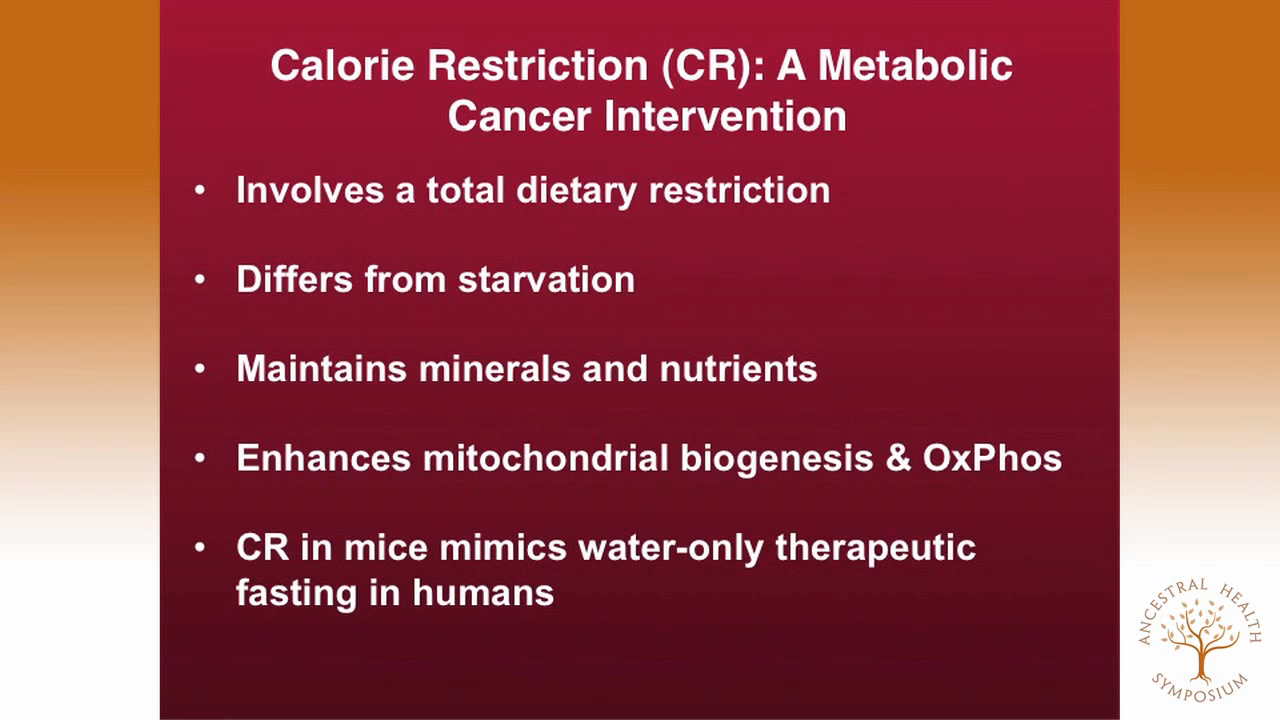 Calorie Restriction (CR): A Metabolic
Cancer Intervention
• Involves a total dietary restriction
• Differs from starvation
• Maintains minerals and nutrients
• Enhances mitochondrial biogenesis & OxPhos
• CR in mice mimics water-only therapeutic
fasting in humans
ANCESTRAL HEALTH
SYMPOSIUM